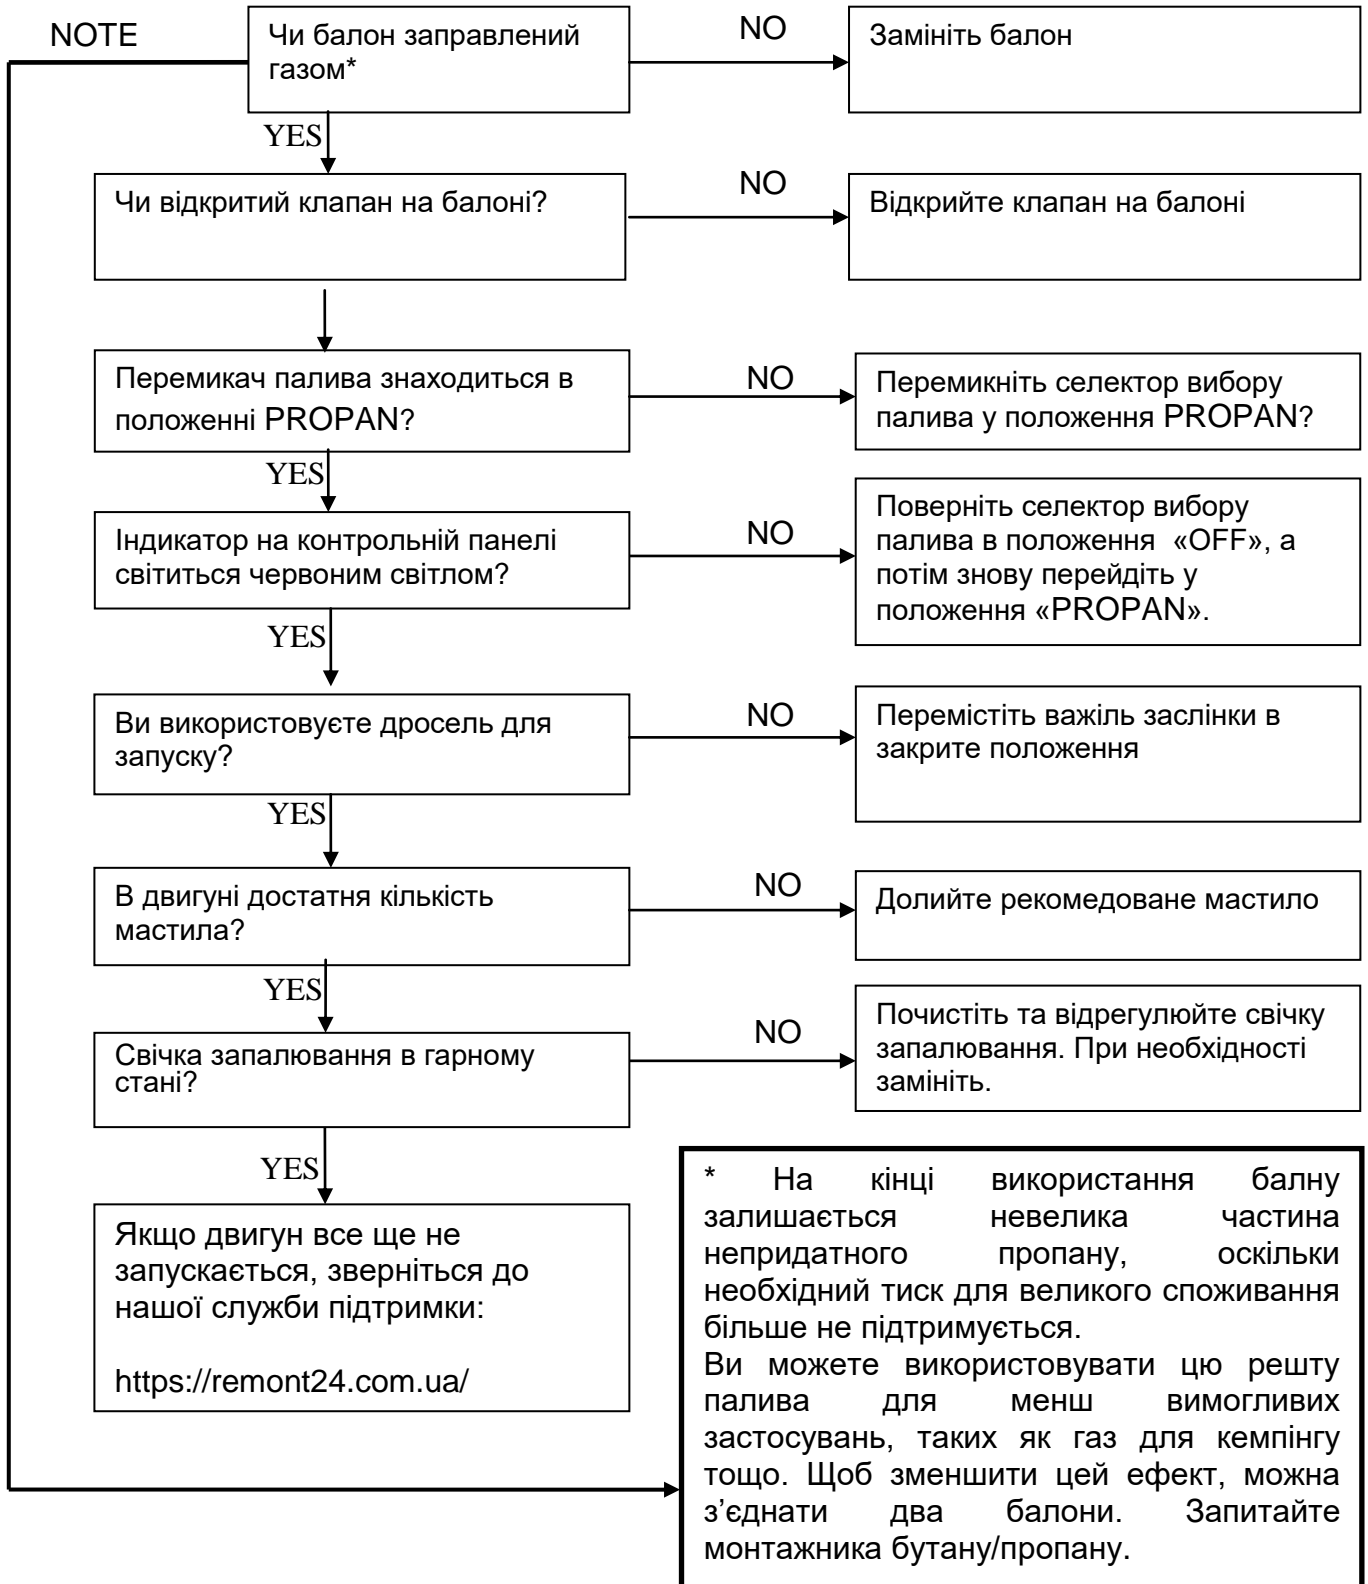 NOTE
Чи балон заправлений
газом*
NO
Замініть балон
YES
Чи відкритий клапан на балоні?
NO
Відкрийте клапан на балоні
Перемикач палива знаходиться в
положенні PROPAN?
NO
Перемикніть селектор вибору
палива у положення PROPAN?
YES
Індикатор на контрольній панелі
світиться червоним світлом?
NO
Поверніть селектор вибору
палива в положення «OFF», а
потім знову перейдіть у
положення «PROPAN».
YES
Ви використовуєте дросель для
запуску?
NO
Перемістіть важіль заслінки в
закрите положення
YES
В двигуні достатня кількість
мастила?
NO
Долийте рекомедоване мастило
YES
Свічка запалювання в гарному
стані?
NO
Почистіть та відрегулюйте свічку
запалювання. При необхідності
замініть.
YES
Якщо двигун все ще не
запускається, зверніться до
нашої служби підтримки:
https://remont24.com.ua/
* На кінці використання балну
залишається невелика частина
непридатного пропану, оскільки
необхідний тиск для великого споживання
більше не підтримується.
Ви можете використовувати цю решту
палива для менш вимогливих
застосувань, таких як газ для кемпінгу
тощо. Щоб зменшити цей ефект, можна
з’єднати два балони. Запитайте
монтажника бутану/пропану.